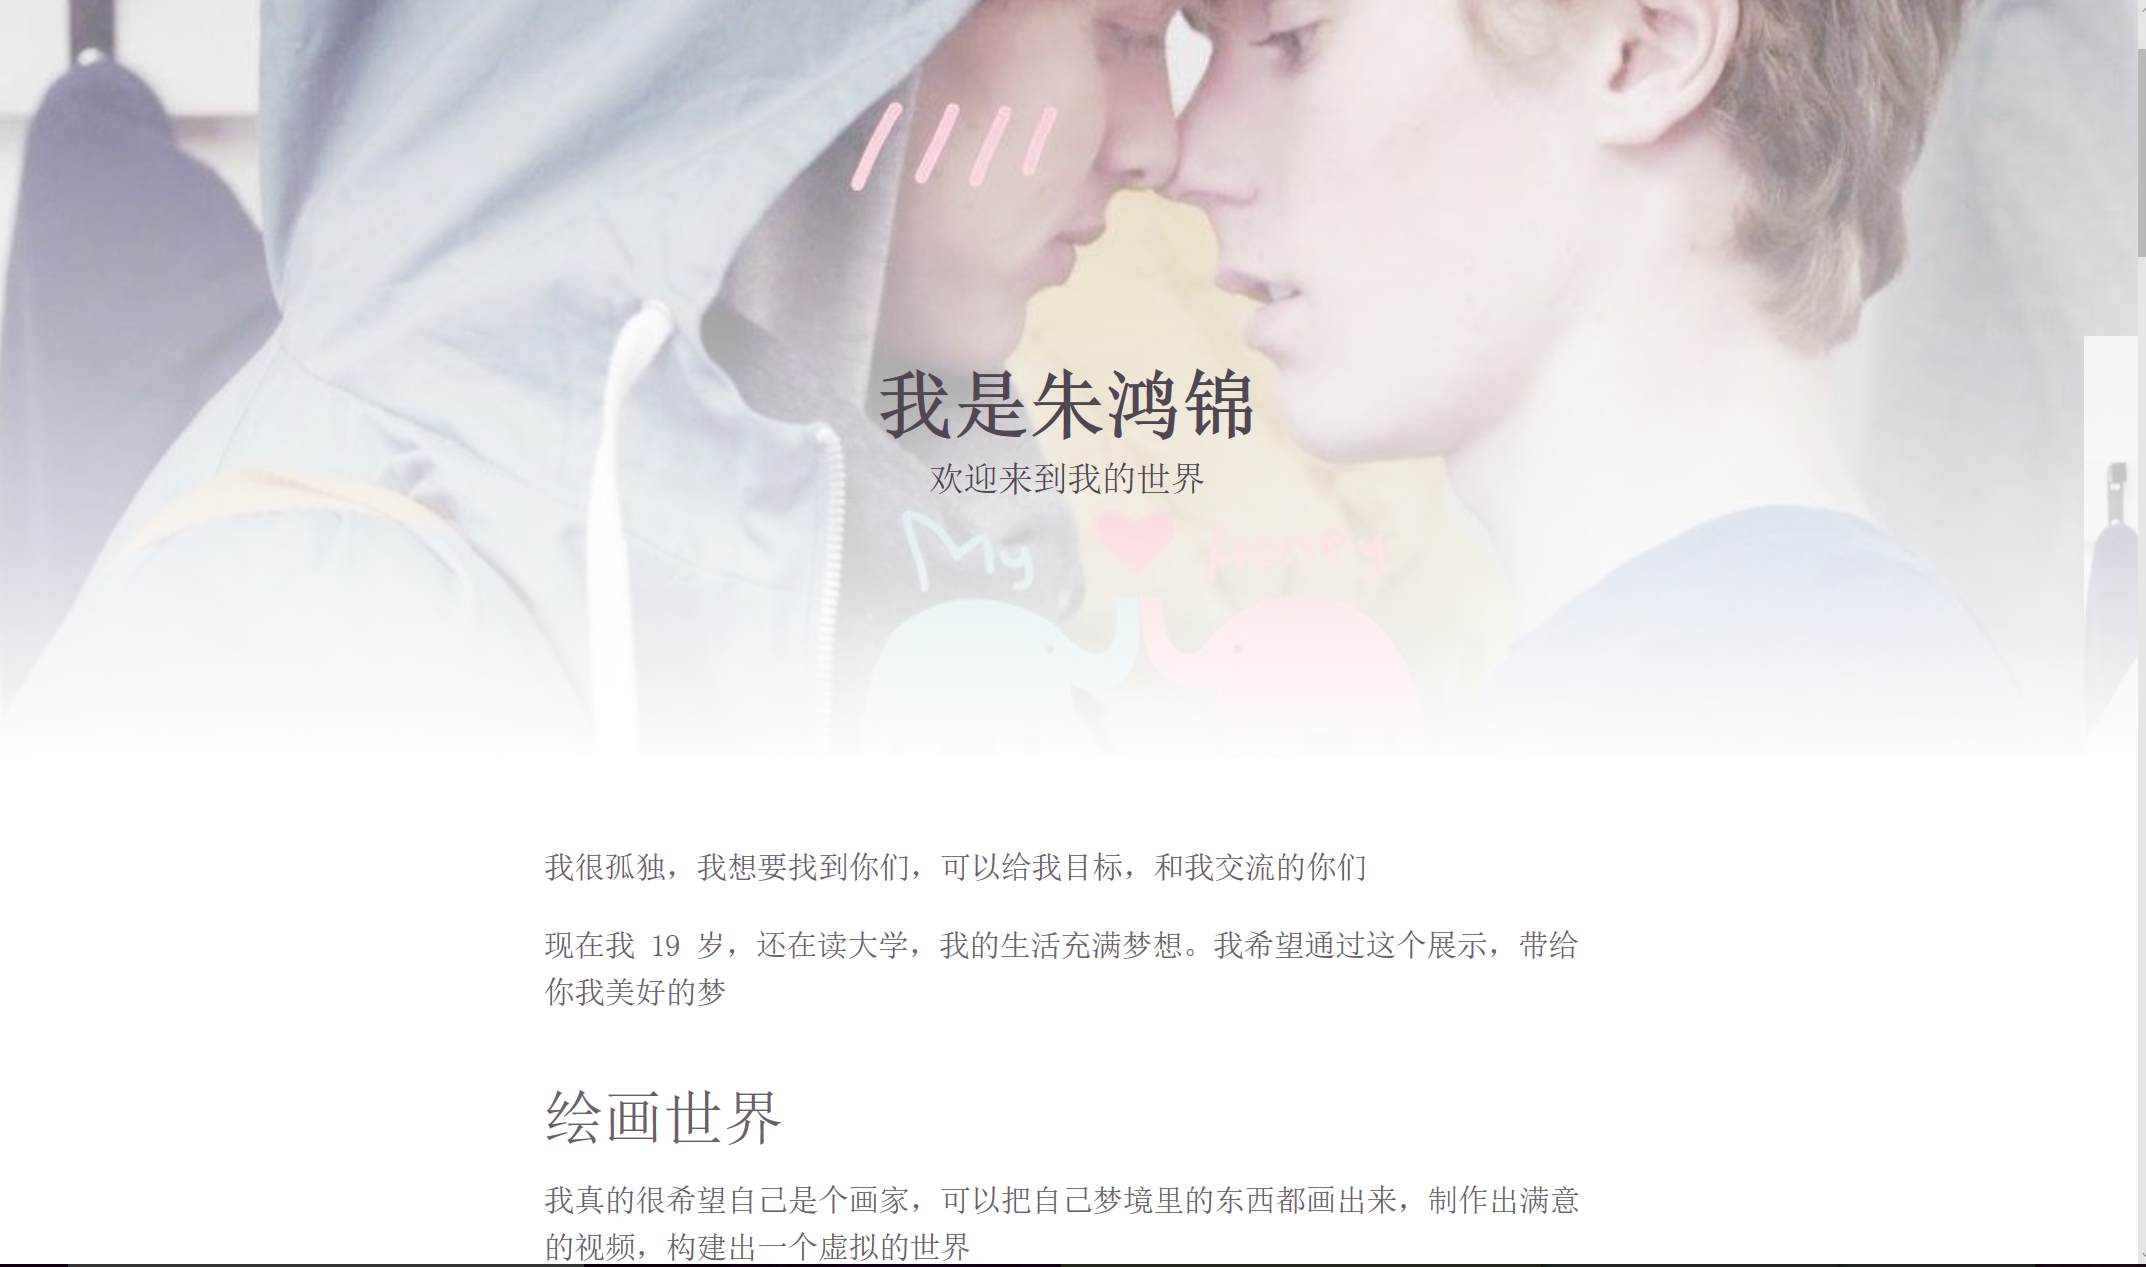 我是朱鸿锦
欢迎来到我的世界
My Honey
我很孤独，我想要找到你们，可以给我目标，和我交流的你们
现在我 19 岁，还在读大学，我的生活充满梦想。我希望通过这个展示，带给
你我美好的梦
绘画世界
我真的很希望自己是个画家，可以把自己梦境里的东西都画出来，制作出满意
的视频，构建出一个虚拟的世界